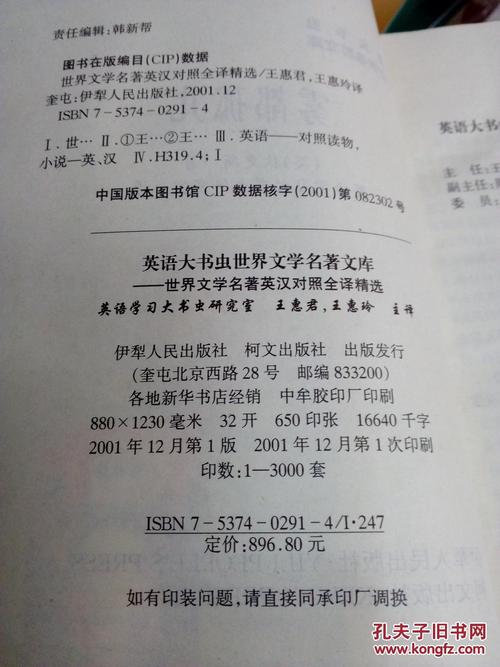 责任编辑:韩新帮
图书在版编目(CIP)数据
世界文学名著英汉对照全译精选/王惠君,王惠玲译
奎屯:伊犁人民出版社,2001.12
ISBN 7-5374-0291-4
Ⅰ.世… Ⅱ.①王…②王… Ⅲ.英语——对照读物,
小说—英、汉 Ⅳ.H319.4;Ⅰ
中国版本图书馆CIP数据核字(2001)第082302号
英语大书虫世界文学名著文库
——世界文学名著英汉对照全译精选
英语学习大书虫研究室 王惠君,王惠玲 主译
伊犁人民出版社 柯文出版社 出版发行
(奎屯北京西路28号 邮编833200)
各地新华书店经销 中牟胶印厂印刷
880×1230毫米 32开 650印张 16640千字
2001年12月第1版 2001年12月第1次印刷
印数:1—3000套
ISBN 7-5374-0291-4/I·247
定价:896.80元
如有印装问题,请直接同承印厂调换
英语大书
主 任:王
副主任:
委 员:
孔夫子旧书网
www.kongfz.com